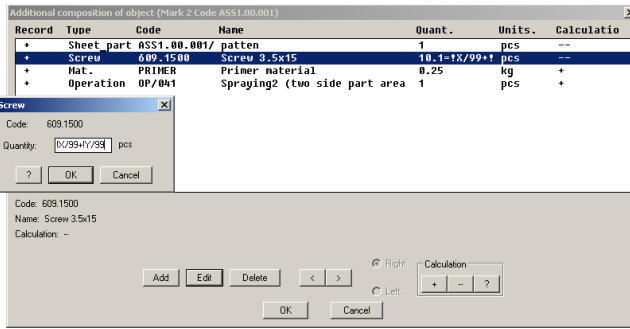 Additional composition of object (Mark 2 Code ASS1.00.001)
Record Type Code Name Quant. Units. Calculatio
+ Sheet_part ASS1.00.001/ patten 1 pcs --
+ Screw 609.1500 Screw 3.5x15 10.1=!X/99+! pcs --
+ Mat. PRIMER Primer material 0.25 kg +
+ Operation OP/041 Spraying2 (two side part area 1 pcs +
Screw
Code: 609.1500
Quantity: !X/99+!Y/99 pcs
? OK Cancel
Code: 609.1500
Name: Screw 3.5x15
Calculation: --
Right Calculation
Add Edit Delete < > + -- ?
Left
OK Cancel